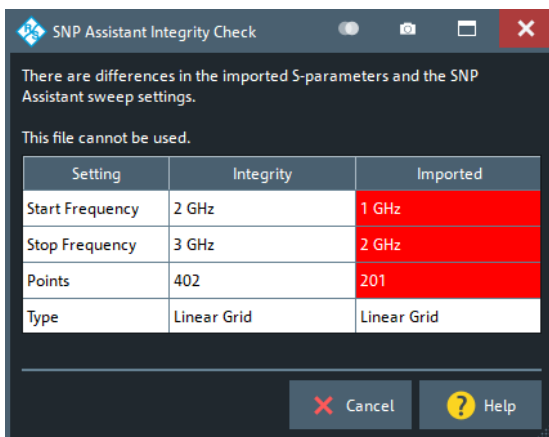 R&S SNP Assistant Integrity Check
There are differences in the imported S-parameters and the SNP
Assistant sweep settings.
This file cannot be used.
Setting Integrity Imported
Start Frequency 2 GHz 1 GHz
Stop Frequency 3 GHz 2 GHz
Points 402 201
Type Linear Grid Linear Grid
Cancel ? Help